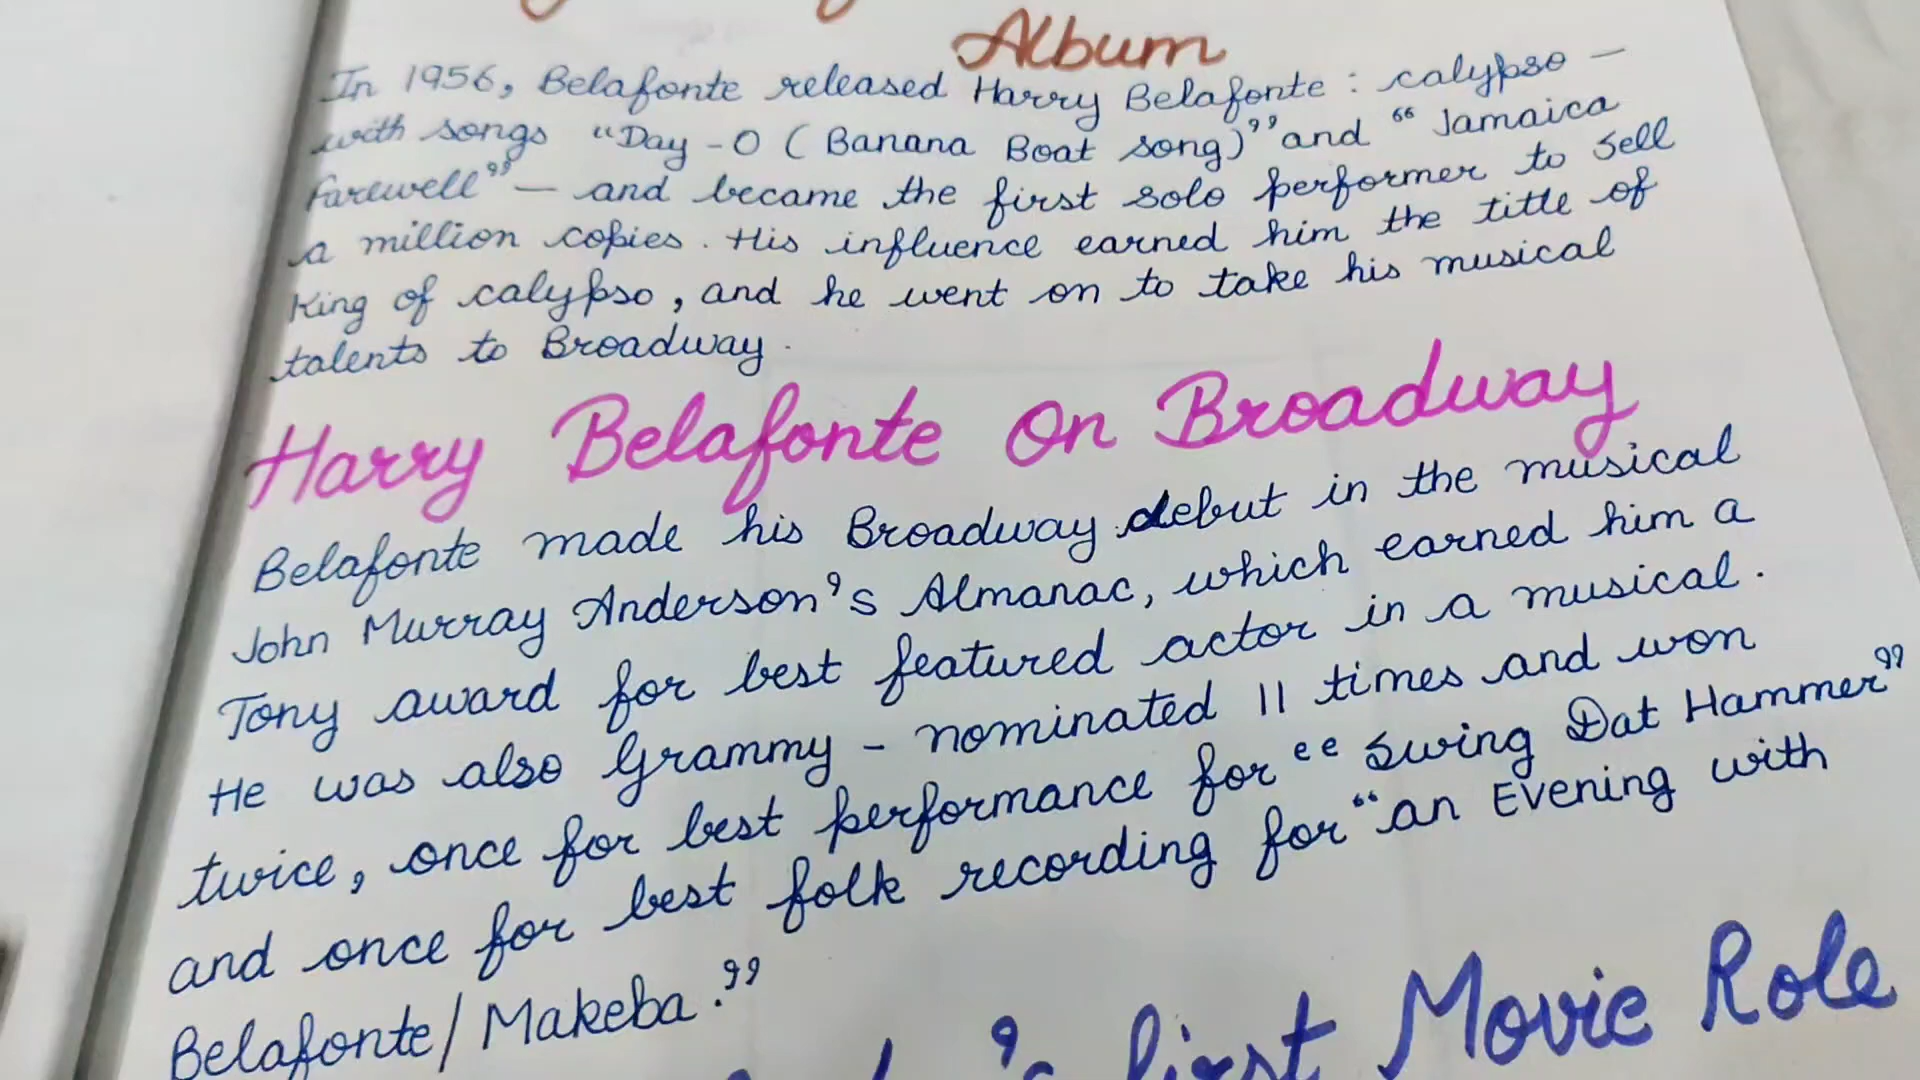 Album
In 1956, Belafonte released Harry Belafonte : calypso —
with songs "Day-O (Banana Boat song)" and "Jamaica
farewell" — and became the first solo performer to sell
a million copies. His influence earned him the title of
King of calypso, and he went on to take his musical
talents to Broadway.
Harry Belafonte On Broadway
Belafonte made his Broadway debut in the musical
John Murray Anderson's Almanac, which earned him a
Tony award for best featured actor in a musical.
He was also Grammy - nominated 11 times and won
twice, once for best performance for "Swing Dat Hammer"
and once for best folk recording for "an Evening with
Belafonte/Makeba."
's first Movie Role